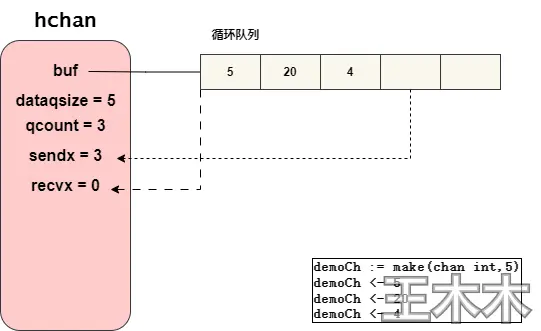 hchan
循环队列
buf
5 20 4
dataqsize = 5
qcount = 3
sendx = 3
recvx = 0
demoCh := make(chan int,5)
demoCh <- 5
demoCh <- 20
demoCh <- 4
正木木